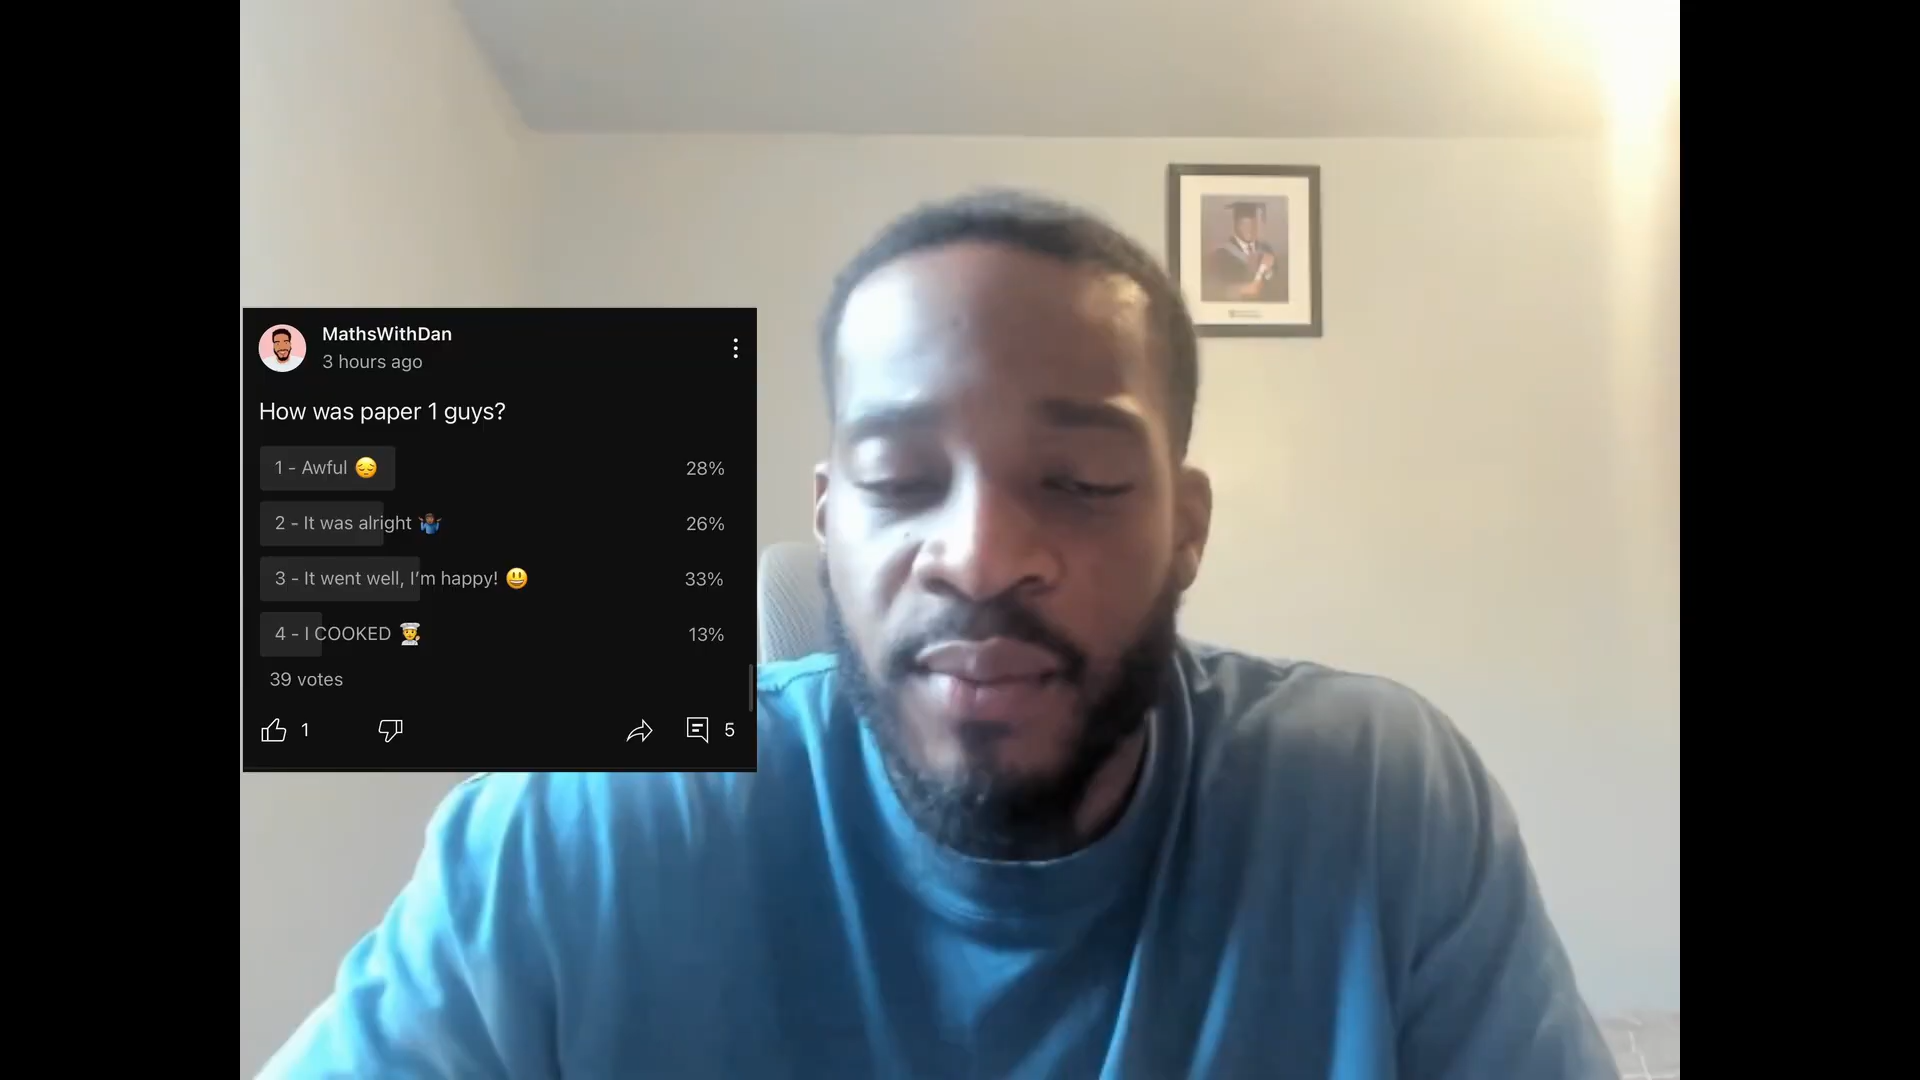 MathsWithDan
3 hours ago
How was paper 1 guys?
1 - Awful 😔 28%
2 - It was alright 🤷🏾‍♂️ 26%
3 - It went well, I'm happy! 😃 33%
4 - I COOKED 🧑‍🍳 13%
39 votes
1 5